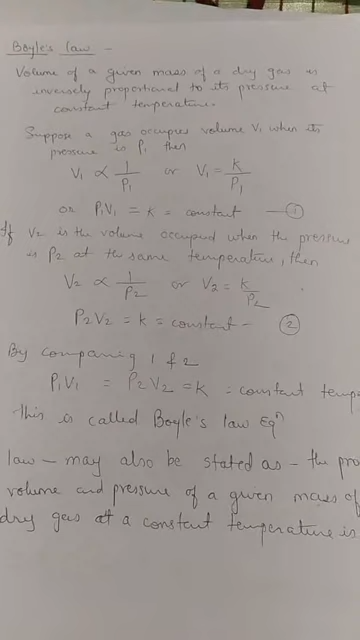 Boyle's law -
Volume of a given mass of a dry gas is
inversely proportional to its pressure at
constant temperature.
Suppose a gas occupies volume V₁ when its
pressure is P₁ then
V₁ ∝ 1/P₁ or V₁ = K/P₁
or P₁V₁ = K = constant — ①
If V₂ is the volume occupied when the pressure
is P₂ at the same temperature, then
V₂ ∝ 1/P₂ or V₂ = K/P₂
P₂V₂ = K = constant - ②
By comparing 1 & 2
P₁V₁ = P₂V₂ = K = constant temp
This is called Boyle's law Eqⁿ
law - may also be stated as - the pro
volume and pressure of a given mass of
dry gas at a constant temperature is